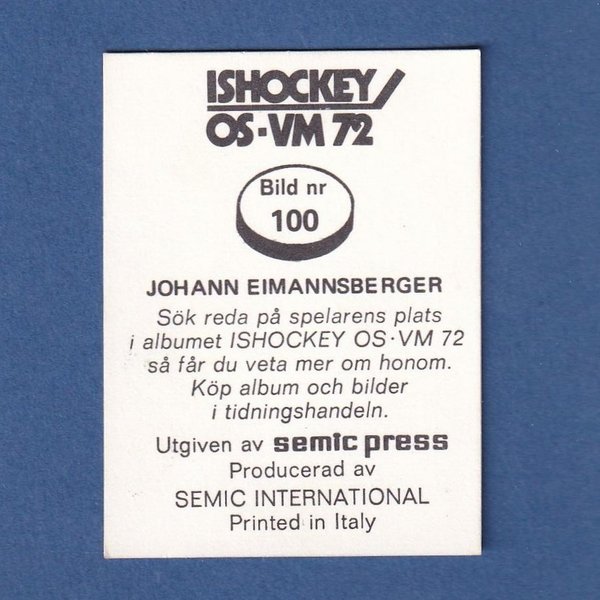 ISHOCKEY
OS·VM 72
Bild nr
100
JOHANN EIMANNSBERGER
Sök reda på spelarens plats
i albumet ISHOCKEY OS·VM 72
så får du veta mer om honom.
Köp album och bilder
i tidningshandeln.
Utgiven av semic press
Producerad av
SEMIC INTERNATIONAL
Printed in Italy